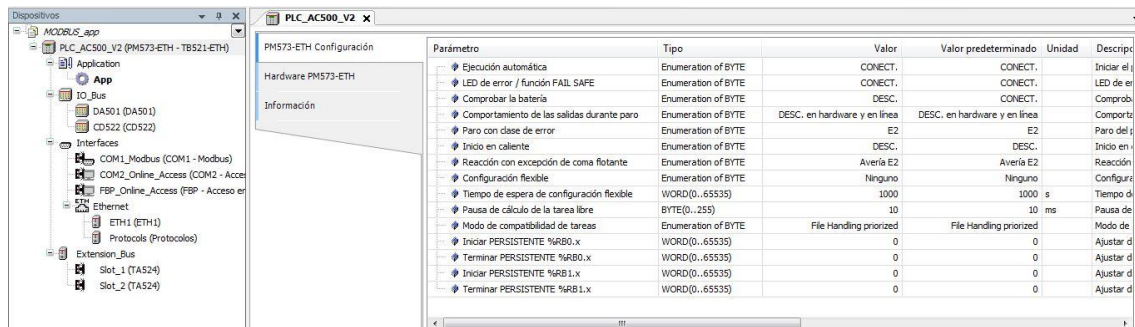 Dispositivos
MODBUS_app
PLC_AC500_V2 (PM573-ETH - TB521-ETH)
Application
App
IO_Bus
DA501 (DA501)
CD522 (CD522)
Interfaces
COM1_Modbus (COM1 - Modbus)
COM2_Online_Access (COM2 - Acce
FBP_Online_Access (FBP - Acceso er
Ethernet
ETH1 (ETH1)
Protocols (Protocolos)
Extension_Bus
Slot_1 (TA524)
Slot_2 (TA524)
PLC_AC500_V2
PM573-ETH Configuración
Hardware PM573-ETH
Información
Parámetro Tipo Valor Valor predeterminado Unidad Descripc
Ejecución automática Enumeration of BYTE CONECT. CONECT. Iniciar el
LED de error / función FAIL SAFE Enumeration of BYTE CONECT. CONECT. LED de er
Comprobar la batería Enumeration of BYTE DESC. CONECT. Comprob
Comportamiento de las salidas durante paro Enumeration of BYTE DESC. en hardware y en línea DESC. en hardware y en línea Comporta
Paro con clase de error Enumeration of BYTE E2 E2 Paro del
Inicio en caliente Enumeration of BYTE DESC. DESC. Inicio en
Reacción con excepción de coma flotante Enumeration of BYTE Avería E2 Avería E2 Reacción
Configuración flexible Enumeration of BYTE Ninguno Ninguno Configura
Tiempo de espera de configuración flexible WORD(0..65535) 1000 1000 s Tiempo d
Pausa de cálculo de la tarea libre BYTE(0..255) 10 10 ms Pausa de
Modo de compatibilidad de tareas Enumeration of BYTE File Handling priorized File Handling priorized Modo de
Iniciar PERSISTENTE %RB0.x WORD(0..65535) 0 0 Ajustar d
Terminar PERSISTENTE %RB0.x WORD(0..65535) 0 0 Ajustar d
Iniciar PERSISTENTE %RB1.x WORD(0..65535) 0 0 Ajustar d
Terminar PERSISTENTE %RB1.x WORD(0..65535) 0 0 Ajustar d